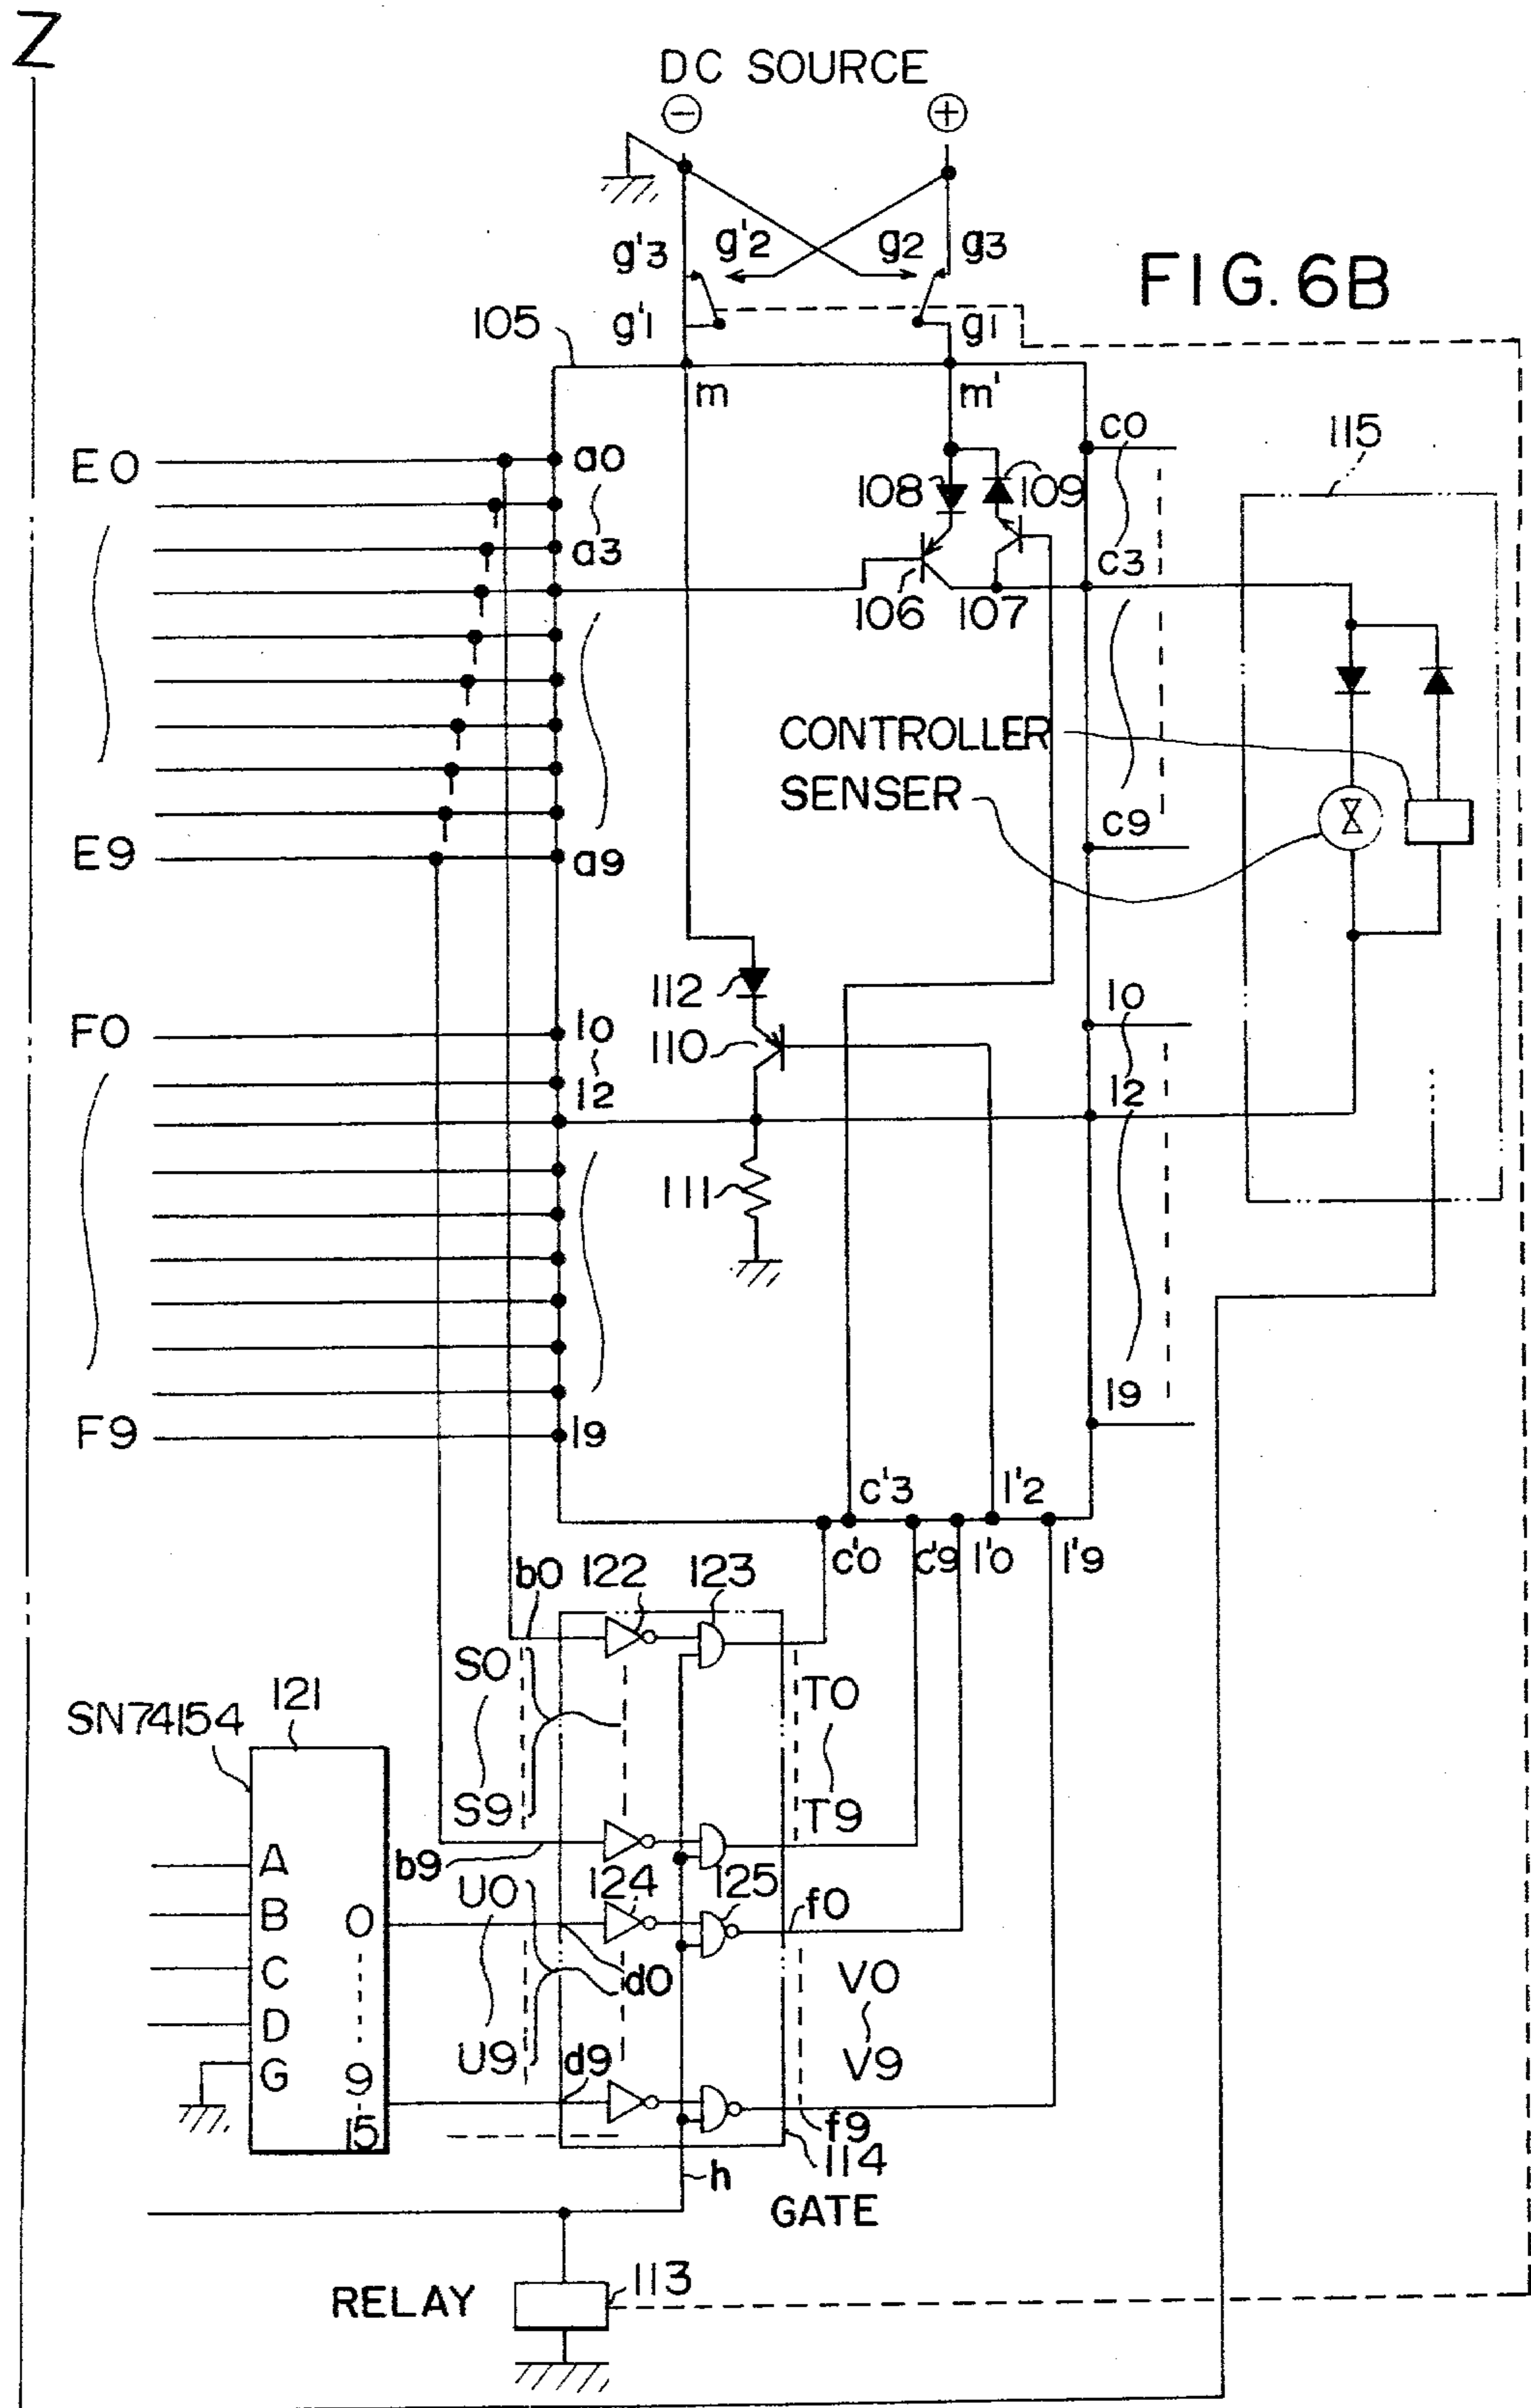 Z
DC SOURCE
⊖ ⊕
FIG. 6B
g'3 g'2 g2 g3
g'1 g1
105
m m'
E0 a0
a3
108 109
106 107
c0
c3
115
CONTROLLER
SENSER
c9
E9 a9
112
110
F0 l0
l2
l0
l2
111
l9
F9 l9
c'3 l'2
c'0 c'9 l'0 l'9
b0 122 123
S0
S9
T0
T9
SN74154 121
b9
124 125
U0
U9
f0
d0
V0
V9
A
B
C
D
G
0
9
15
d9
f9
114
h
GATE
RELAY 113